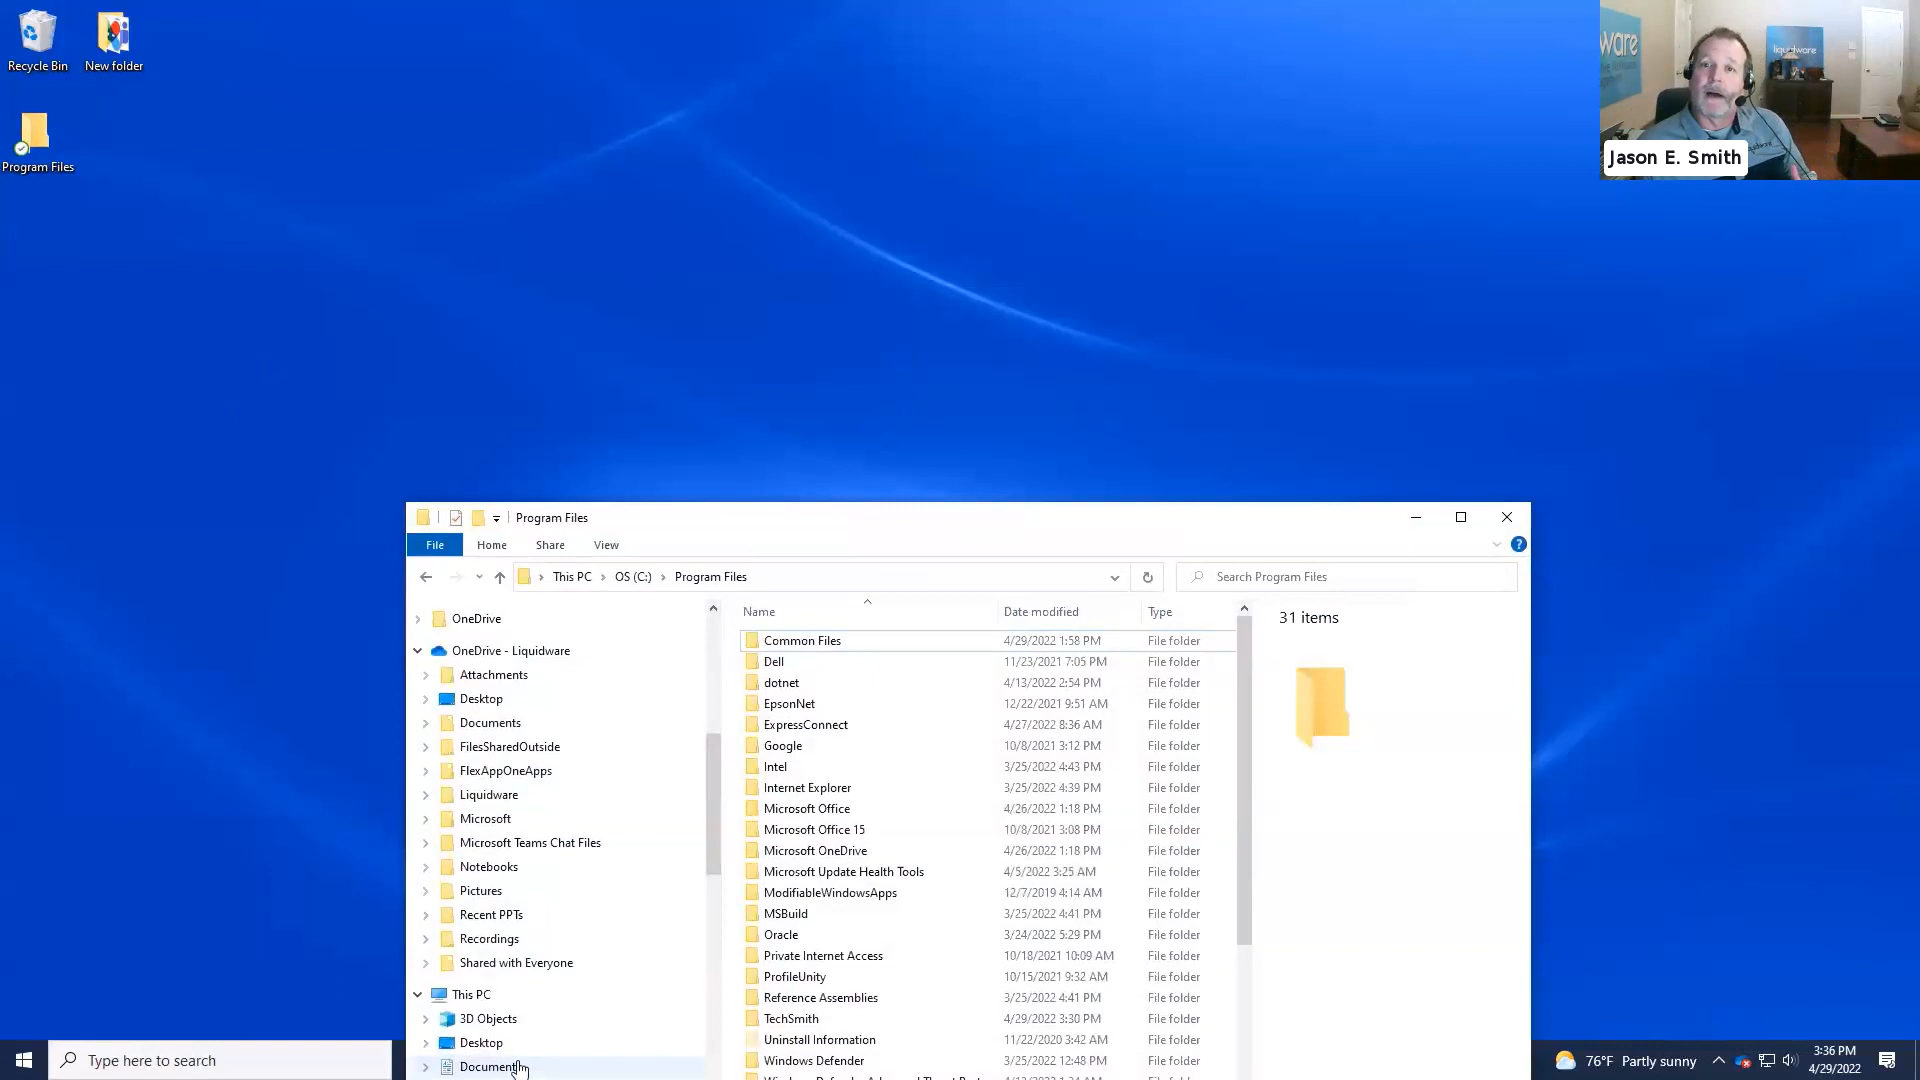 Recycle Bin
New folder
Program Files
ware
liquidware
Jason E. Smith
Program Files
File Home Share View
This PC OS (C:) Program Files
Search Program Files
OneDrive
OneDrive - Liquidware
Attachments
Desktop
Documents
FilesSharedOutside
FlexAppOneApps
Liquidware
Microsoft
Microsoft Teams Chat Files
Notebooks
Pictures
Recent PPTs
Recordings
Shared with Everyone
This PC
3D Objects
Desktop
Documents
Name Date modified Type
Common Files 4/29/2022 1:58 PM File folder
Dell 11/23/2021 7:05 PM File folder
dotnet 4/13/2022 2:54 PM File folder
EpsonNet 12/22/2021 9:51 AM File folder
ExpressConnect 4/27/2022 8:36 AM File folder
Google 10/8/2021 3:12 PM File folder
Intel 3/25/2022 4:43 PM File folder
Internet Explorer 3/25/2022 4:39 PM File folder
Microsoft Office 4/26/2022 1:18 PM File folder
Microsoft Office 15 10/8/2021 3:08 PM File folder
Microsoft OneDrive 4/26/2022 1:18 PM File folder
Microsoft Update Health Tools 4/5/2022 3:25 AM File folder
ModifiableWindowsApps 12/7/2019 4:14 AM File folder
MSBuild 3/25/2022 4:41 PM File folder
Oracle 3/24/2022 5:29 PM File folder
Private Internet Access 10/18/2021 10:09 AM File folder
ProfileUnity 10/15/2021 9:32 AM File folder
Reference Assemblies 3/25/2022 4:41 PM File folder
TechSmith 4/29/2022 3:30 PM File folder
Uninstall Information 11/22/2020 3:42 AM File folder
Windows Defender 3/25/2022 12:48 PM File folder
31 items
Type here to search
76°F Partly sunny
3:36 PM
4/29/2022